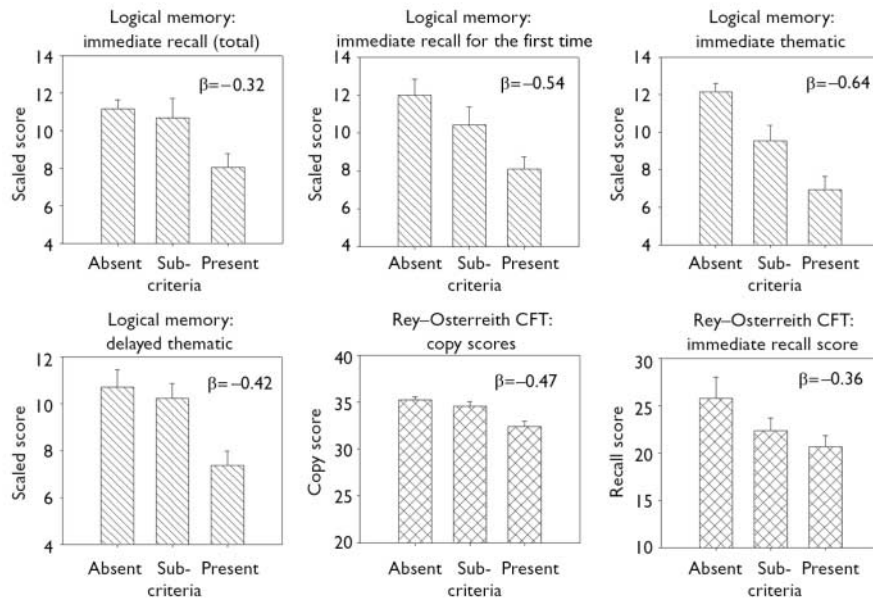 Logical memory:
immediate recall (total)
β=−0.32
Scaled score
12
10
8
6
4
Absent Sub- Present
criteria
Logical memory:
immediate recall for the first time
β=−0.54
Scaled score
14
12
10
8
6
4
Absent Sub- Present
criteria
Logical memory:
immediate thematic
β=−0.64
Scaled score
14
12
10
8
6
4
Absent Sub- Present
criteria
Logical memory:
delayed thematic
β=−0.42
Scaled score
12
10
8
6
4
Absent Sub- Present
criteria
Rey–Osterreith CFT:
copy scores
β=−0.47
Copy score
40
35
30
25
20
Absent Sub- Present
criteria
Rey–Osterreith CFT:
immediate recall score
β=−0.36
Recall score
30
25
20
15
10
Absent Sub- Present
criteria